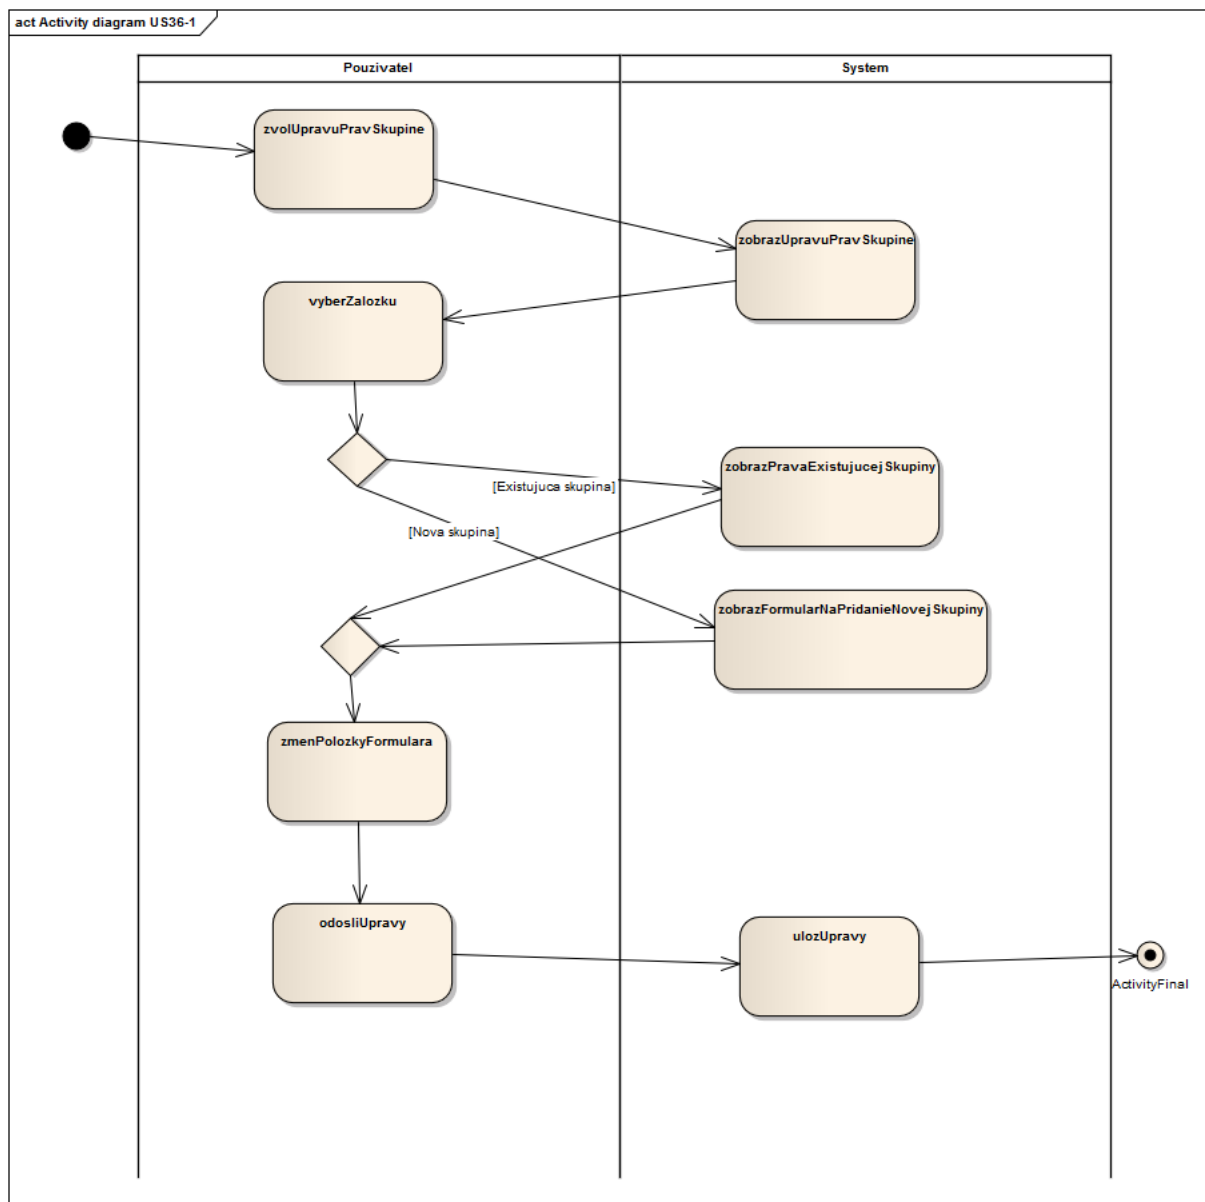 act Activity diagram US36-1
Pouzivatel
System
zvolUpravuPravSkupine
zobrazUpravuPravSkupine
vyberZalozku
zobrazPravaExistujucejSkupiny
[Existujuca skupina]
[Nova skupina]
zobrazFormularNaPridanieNovejSkupiny
zmenPolozkyFormulara
odosliUpravy
ulozUpravy
ActivityFinal